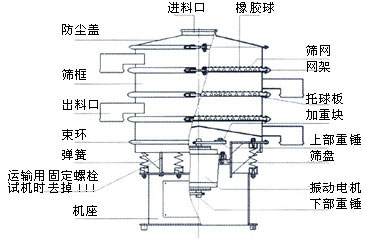 进料口
橡胶球
防尘盖
筛网
网架
筛框
托球板
出料口
加重块
束环
上部重锤
弹簧
筛盘
运输用固定螺栓
试机时去掉!!!
振动电机
机座
下部重锤